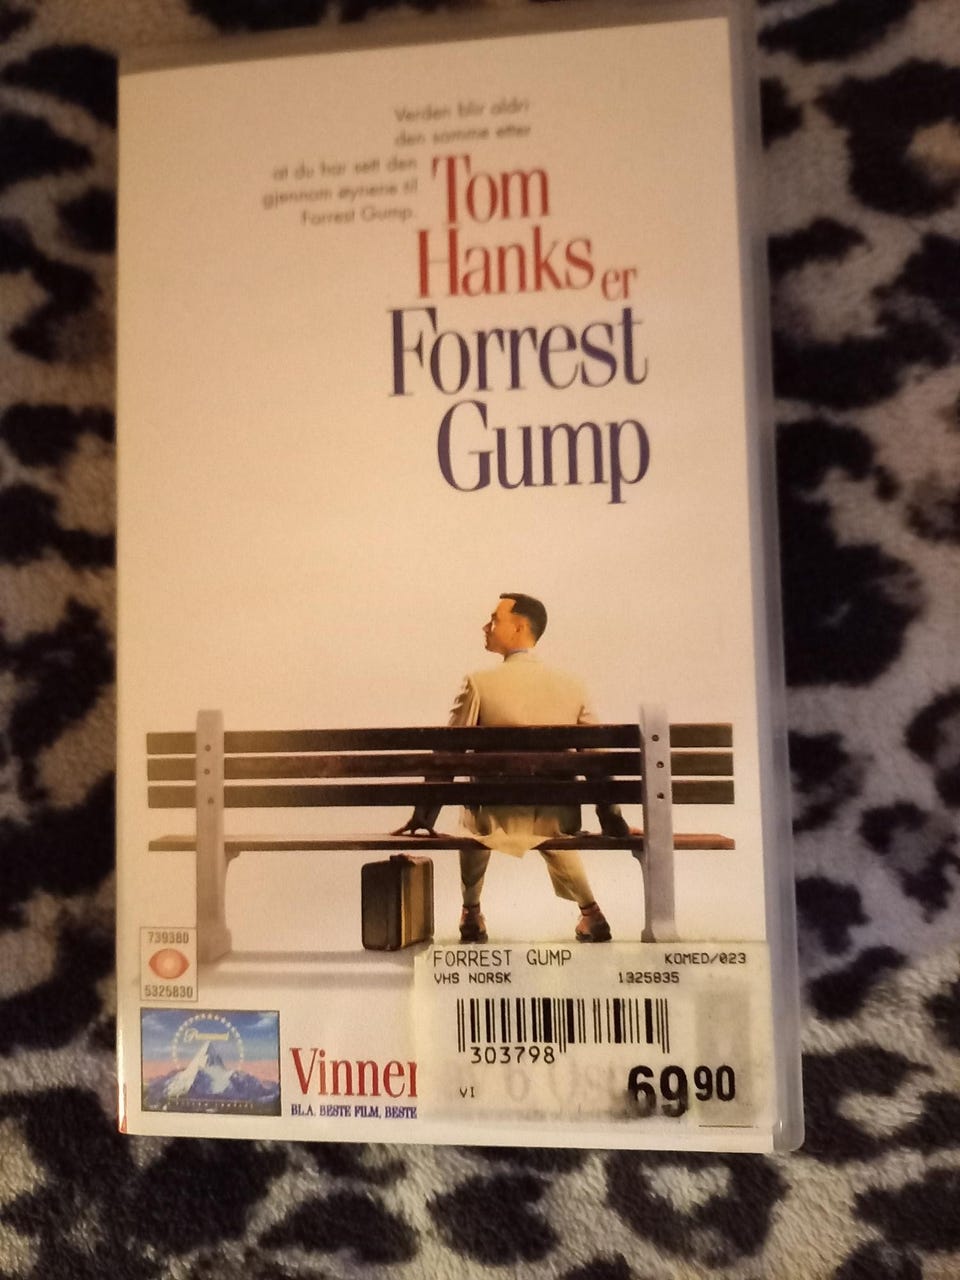 Verden blir aldri
den samme etter
at du har sett den
gjennom øynene til
Forrest Gump.
Tom
Hanks er
Forrest
Gump
739380
5325830
Paramount
FORREST GUMP KOMED/023
VHS NORSK 1325835
303798
VI 69 90
Vinner
BL.A. BESTE FILM, BESTE